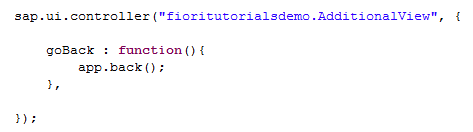 sap.ui.controller("fioritutorialsdemo.AdditionalView", {
goBack : function(){
app.back();
},
});